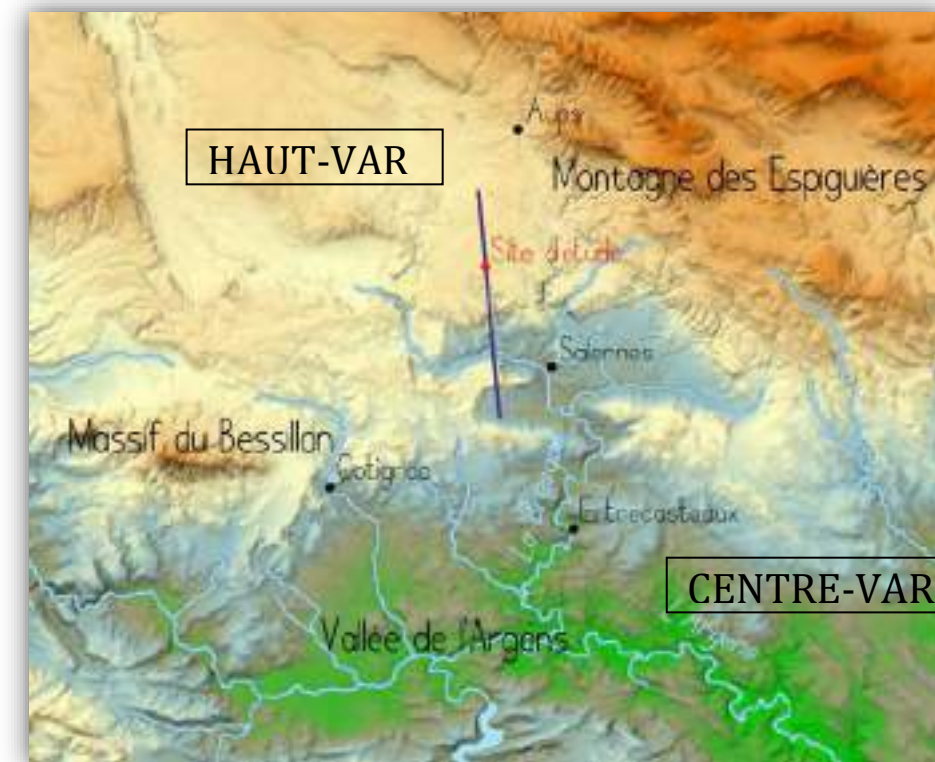 Aups
HAUT-VAR
Montagne des Espiguières
Site d'étude
Salernes
Massif du Bessillon
Cotignac
Entrecasteaux
CENTRE-VAR
Vallée de l'Argens